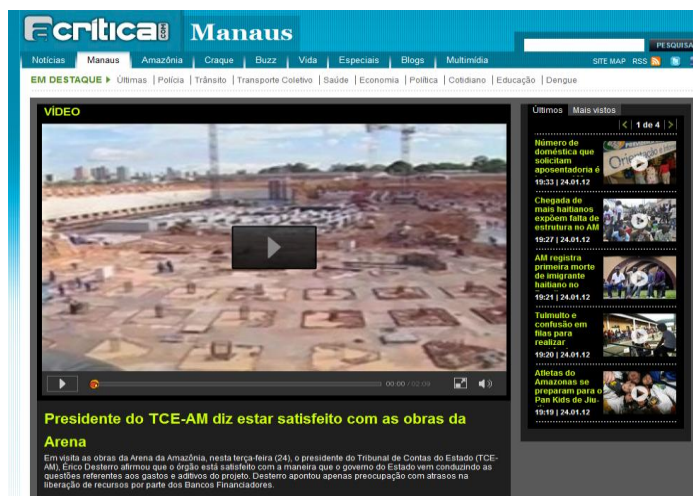 acrítica .COM
Manaus
PESQUISA
Notícias Manaus Amazônia Craque Buzz Vida Especiais Blogs Multimídia
SITE MAP RSS
EM DESTAQUE Últimas | Polícia | Trânsito | Transporte Coletivo | Saúde | Economia | Política | Cotidiano | Educação | Dengue
VÍDEO
00:00 / 02:09
Presidente do TCE-AM diz estar satisfeito com as obras da
Arena
Em visita as obras da Arena da Amazônia, nesta terça-feira (24), o presidente do Tribunal de Contas do Estado (TCE-
AM), Érico Desterro afirmou que o órgão está satisfeito com a maneira que o governo do Estado vem conduzindo as
questões referentes aos gastos e aditivos do projeto. Desterro apontou apenas preocupação com atrasos na
liberação de recursos por parte dos Bancos Financiadores.
Últimos Mais vistos
1 de 4
Número de
doméstica que
solicitam
aposentadoria é
19:33 | 24.01.12
Chegada de
mais haitianos
expõem falta de
estrutura no AM
19:27 | 24.01.12
AM registra
primeira morte
de imigrante
haitiano no
19:21 | 24.01.12
Tulmulto e
confusão em
filas para
realizar
19:20 | 24.01.12
Atletas do
Amazonas se
preparam para o
Pan Kids de Jiu-
19:19 | 24.01.12